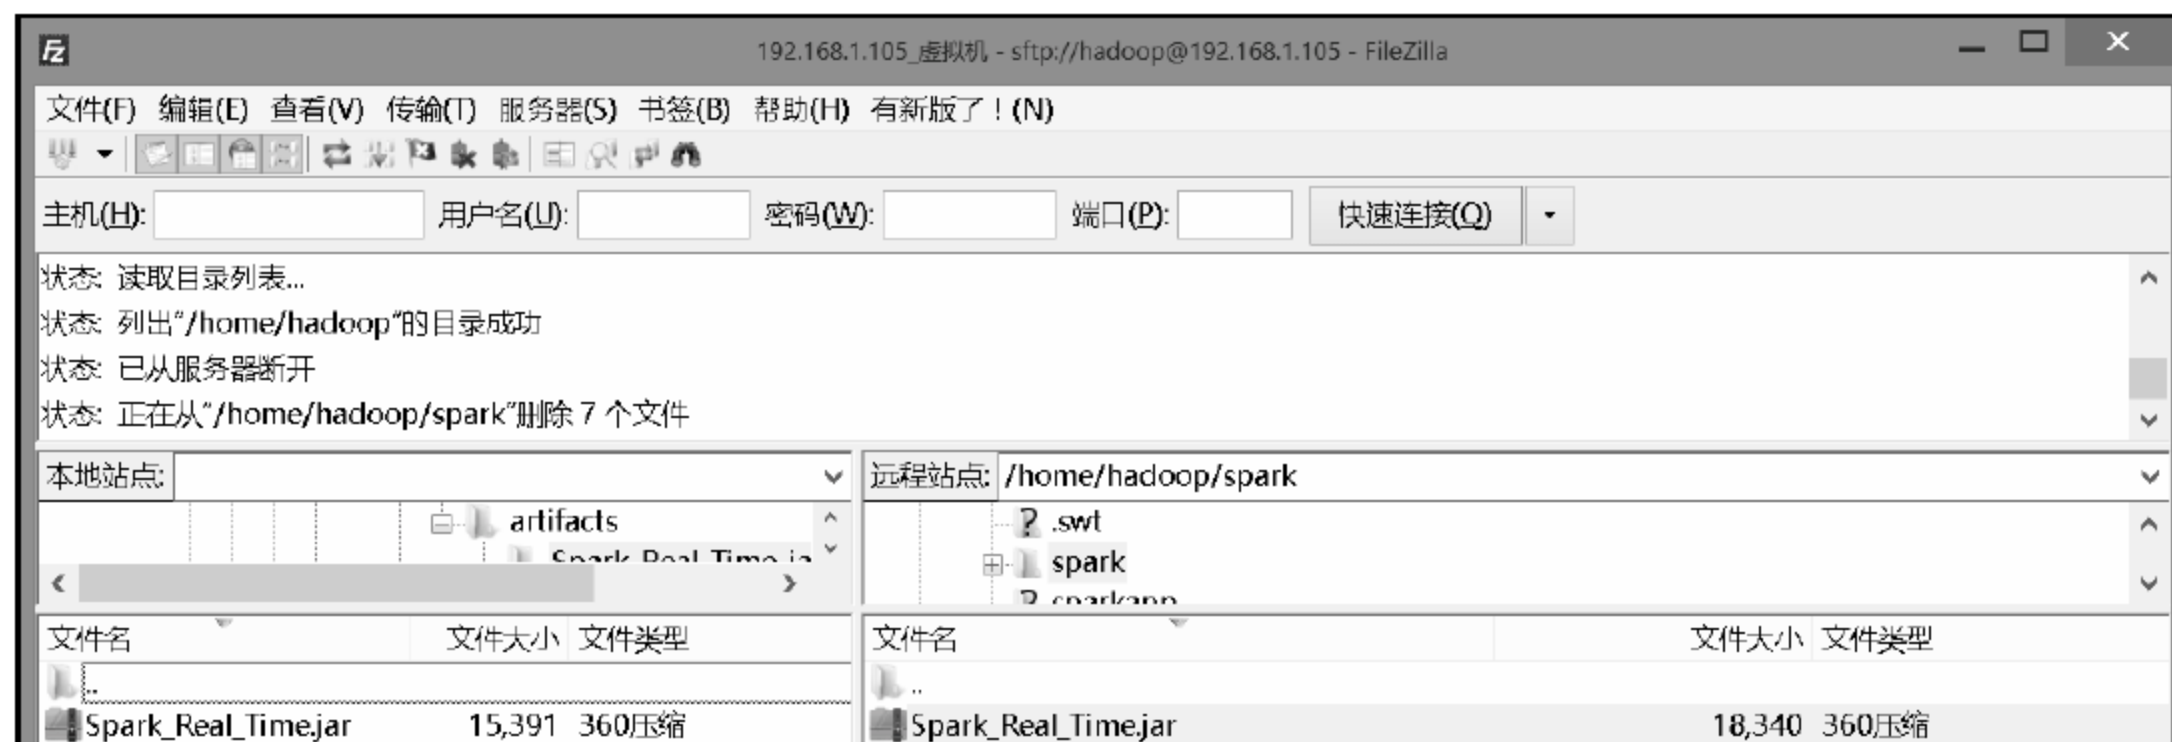 192.168.1.105_虚拟机 - sftp://hadoop@192.168.1.105 - FileZilla
文件(F) 编辑(E) 查看(V) 传输(T) 服务器(S) 书签(B) 帮助(H) 有新版了！(N)
主机(H): 用户名(U): 密码(W): 端口(P): 快速连接(Q)
状态: 读取目录列表...
状态: 列出"/home/hadoop"的目录成功
状态: 已从服务器断开
状态: 正在从"/home/hadoop/spark"删除 7 个文件
本地站点: 远程站点: /home/hadoop/spark
artifacts .swt
Spark_Real_Time.ja spark
sparkapp
文件名 文件大小 文件类型 文件名 文件大小 文件类型
.. ..
Spark_Real_Time.jar 15,391 360压缩 Spark_Real_Time.jar 18,340 360压缩